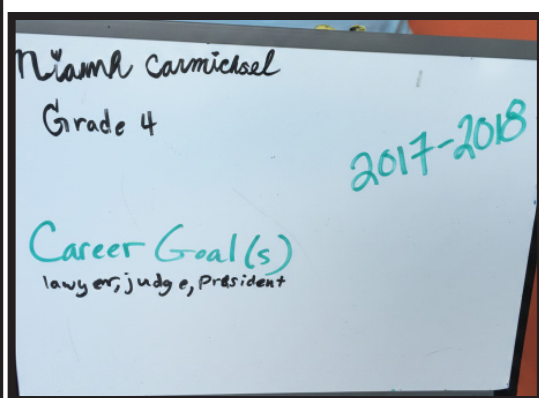 Niamh Carmichael
Grade 4
2017-2018
Career Goal(s)
lawyer, judge, President